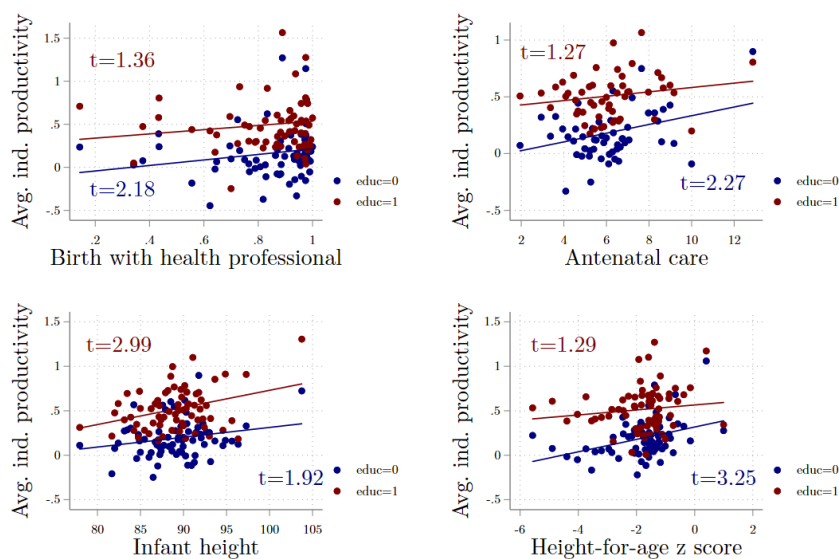 Avg. ind. productivity
1.5
1
.5
0
-.5
t=1.36
t=2.18
educ=0
educ=1
.2 .4 .6 .8 1
Birth with health professional
Avg. ind. productivity
1
.5
0
-.5
t=1.27
t=2.27
educ=0
educ=1
2 4 6 8 10 12
Antenatal care
Avg. ind. productivity
1.5
1
.5
0
-.5
t=2.99
t=1.92
educ=0
educ=1
80 85 90 95 100 105
Infant height
Avg. ind. productivity
1.5
1
.5
0
-.5
t=1.29
t=3.25
educ=0
educ=1
-6 -4 -2 0 2
Height-for-age z score